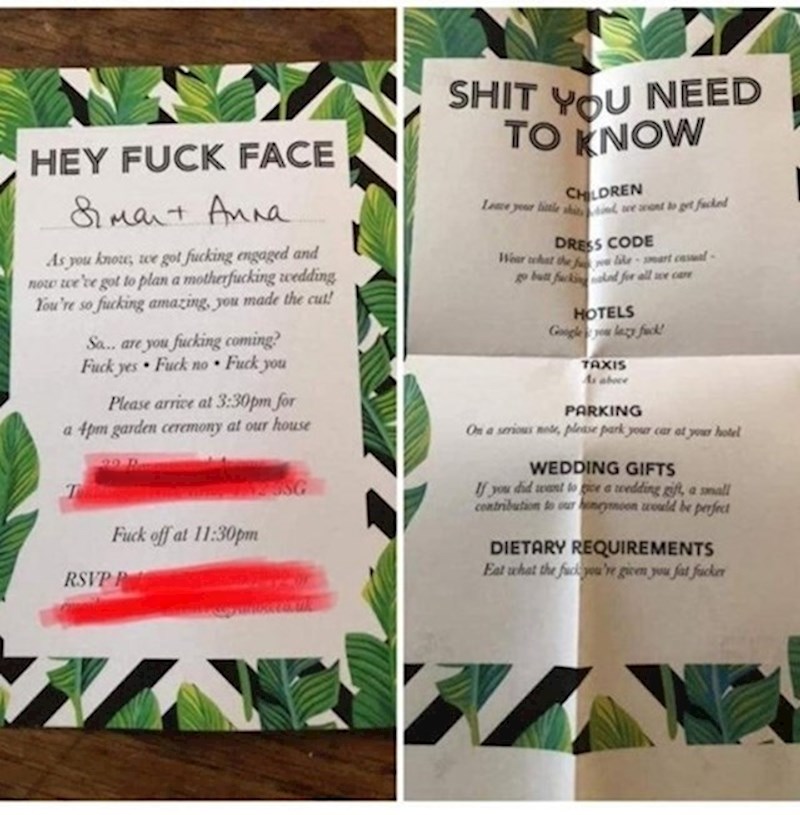 HEY FUCK FACE
Anna
As you know, we got fucking engaged and
now we've got to plan a motherfucking wedding.
You're so fucking amazing, you made the cut!
So... are you fucking coming?
Fuck yes • Fuck no • Fuck you
Please arrive at 3:30pm for
a 4pm garden ceremony at our house
Fuck off at 11:30pm
RSVP
SHIT YOU NEED
TO KNOW
CHILDREN
Leave your little shits behind, we want to get fucked
DRESS CODE
Wear what the fuck you like - smart casual -
go butt fucking naked for all we care
HOTELS
Google it you lazy fuck!
TAXIS
As above
PARKING
On a serious note, please park your car at your hotel
WEDDING GIFTS
If you did want to give a wedding gift, a small
contribution to our honeymoon would be perfect
DIETARY REQUIREMENTS
Eat what the fuck you're given you fat fucker